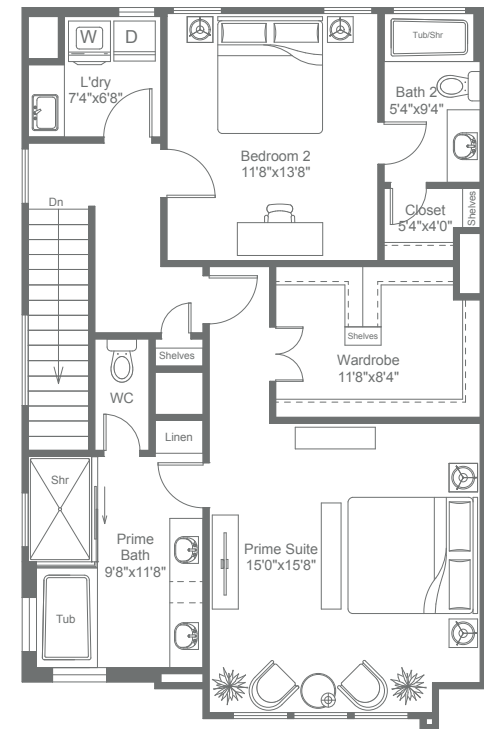 W
D
L'dry
7'4"x6'8"
Tub/Shr
Bath 2
5'4"x9'4"
Bedroom 2
11'8"x13'8"
Closet
5'4"x4'0"
Shelves
Dn
Shelves
Wardrobe
11'8"x8'4"
Shelves
WC
Linen
Shr
Prime
Bath
9'8"x11'8"
Prime Suite
15'0"x15'8"
Tub